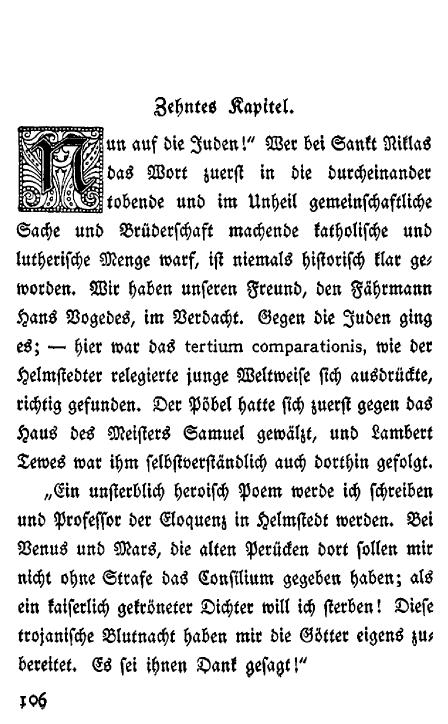 Zehntes Kapitel.
Nun auf die Juden!“ Wer bei Sankt Niklas
das Wort zuerst in die durcheinander
tobende und im Unheil gemeinschaftliche
Sache und Brüderschaft machende katholische und
lutherische Menge warf, ist niemals historisch klar ge-
worden. Wir haben unseren Freund, den Fährmann
Hans Vogedes, im Verdacht. Gegen die Juden ging
es; — hier war das tertium comparationis, wie der
Helmstedter relegierte junge Weltweise sich ausdrückte,
richtig gefunden. Der Pöbel hatte sich zuerst gegen das
Haus des Meisters Samuel gewälzt, und Lambert
Tewes war ihm selbstverständlich auch dorthin gefolgt.
„Ein unsterblich heroisch Poem werde ich schreiben
und Professor der Eloquenz in Helmstedt werden. Bei
Venus und Mars, die alten Perücken dort sollen mir
nicht ohne Strafe das Consilium gegeben haben; als
ein kaiserlich gekröneter Dichter will ich sterben! Diese
trojanische Blutnacht haben mir die Götter eigens zu-
bereitet. Es sei ihnen Dank gesagt!“
106